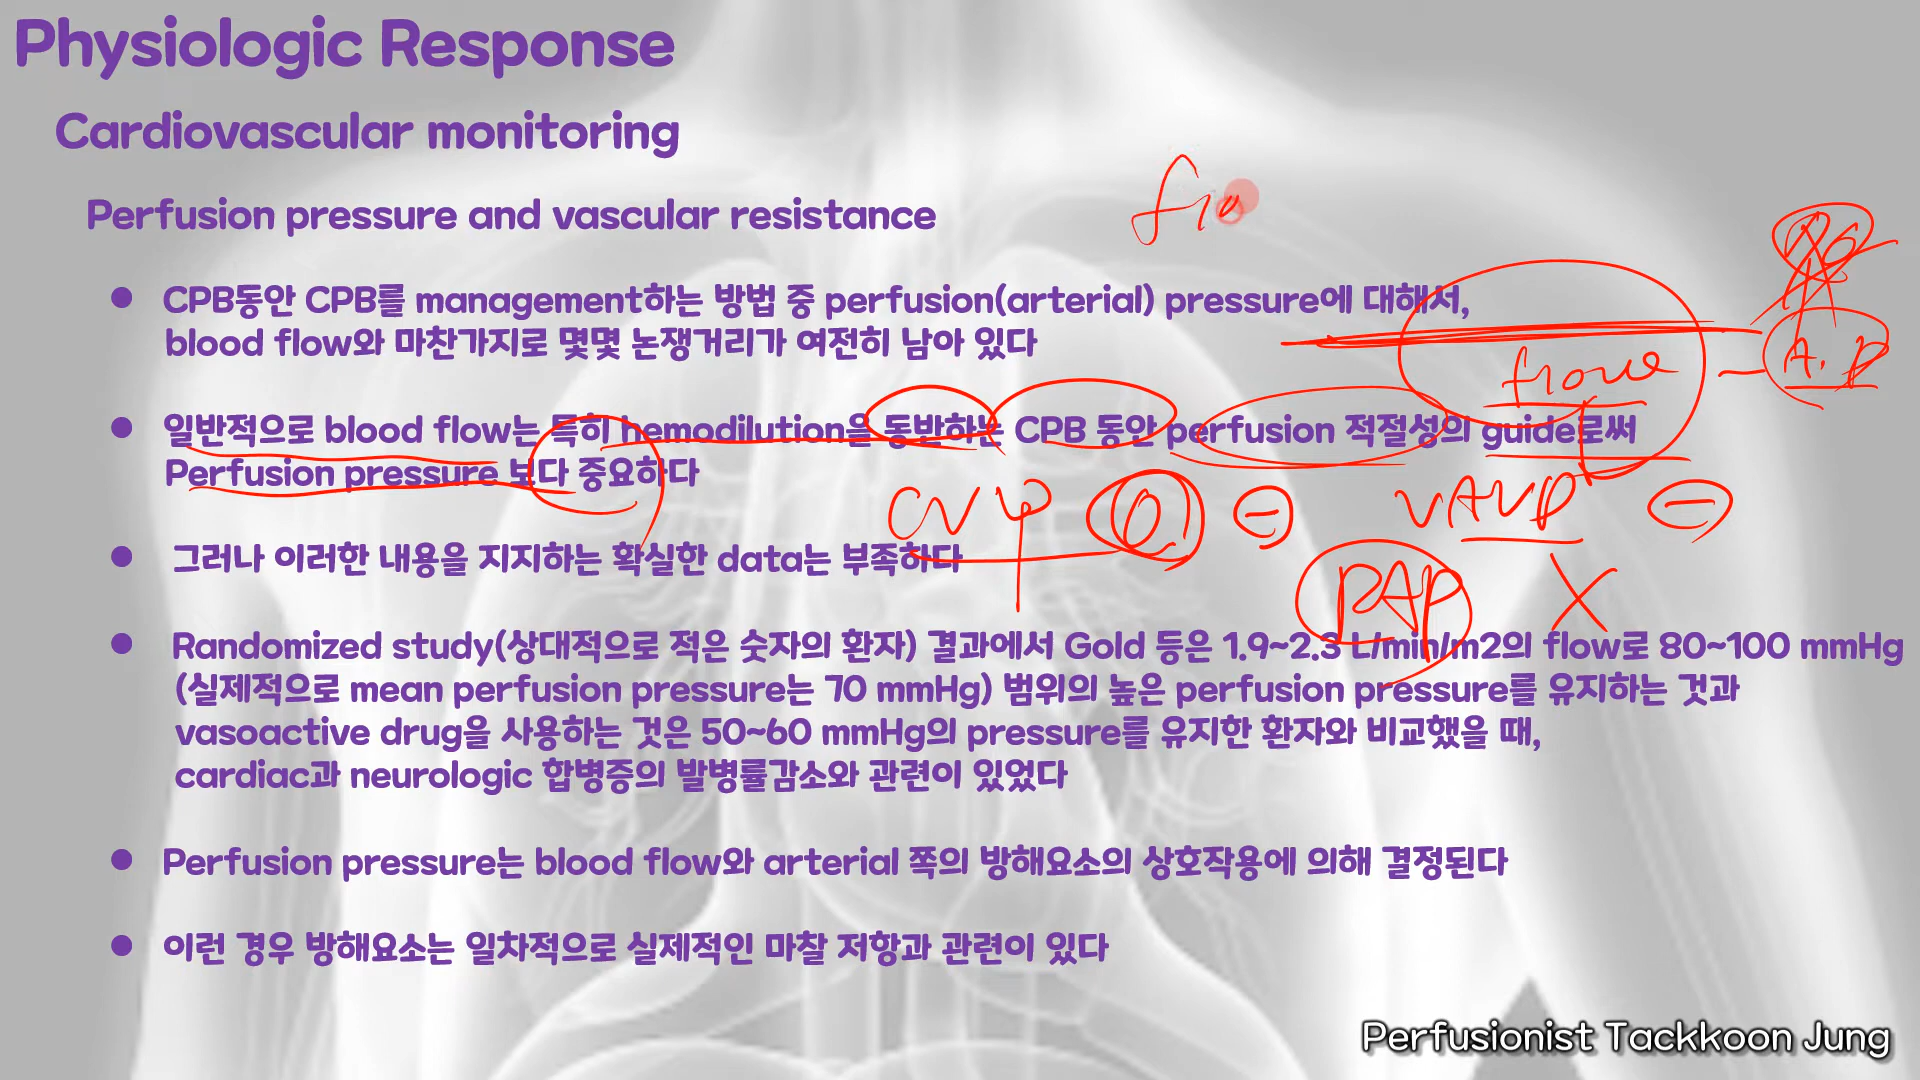 Physiologic Response
Cardiovascular monitoring
Perfusion pressure and vascular resistance
CPB동안 CPB를 management하는 방법 중 perfusion(arterial) pressure에 대해서,
blood flow와 마찬가지로 몇몇 논쟁거리가 여전히 남아 있다
flow
A.P
일반적으로 blood flow는 특히 hemodilution을 동반하는 CPB 동안 perfusion 적절성의 guide로써
Perfusion pressure 보다 중요하다
CVP 0 - VAVD -
그러나 이러한 내용을 지지하는 확실한 data는 부족하다
PAP X
Randomized study(상대적으로 적은 숫자의 환자) 결과에서 Gold 등은 1.9~2.3 L/min/m2의 flow로 80~100 mmHg
(실제적으로 mean perfusion pressure는 70 mmHg) 범위의 높은 perfusion pressure를 유지하는 것과
vasoactive drug을 사용하는 것은 50~60 mmHg의 pressure를 유지한 환자와 비교했을 때,
cardiac과 neurologic 합병증의 발병률감소와 관련이 있었다
Perfusion pressure는 blood flow와 arterial 쪽의 방해요소의 상호작용에 의해 결정된다
이런 경우 방해요소는 일차적으로 실제적인 마찰 저항과 관련이 있다
Perfusionist Tackkoon Jung